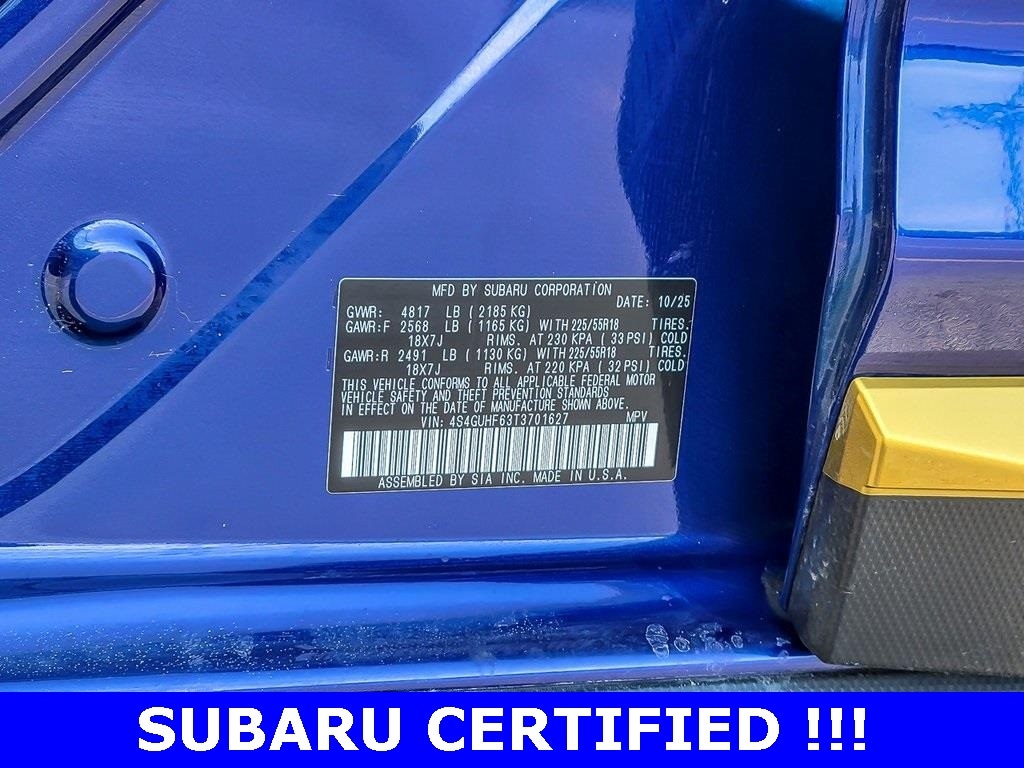 MFD BY SUBARU CORPORATION
DATE: 10/25
GVWR: 4817 LB ( 2185 KG)
GAWR:F 2568 LB ( 1165 KG) WITH 225/55R18 TIRES.
18X7J RIMS. AT 230 KPA ( 33 PSI) COLD
GAWR:R 2491 LB ( 1130 KG) WITH 225/55R18 TIRES.
18X7J RIMS. AT 220 KPA ( 32 PSI) COLD
THIS VEHICLE CONFORMS TO ALL APPLICABLE FEDERAL MOTOR
VEHICLE SAFETY AND THEFT PREVENTION STANDARDS
IN EFFECT ON THE DATE OF MANUFACTURE SHOWN ABOVE.
VIN: 4S4GUHF63T3701627 MPV
ASSEMBLED BY SIA INC. MADE IN U.S.A.
SUBARU CERTIFIED !!!